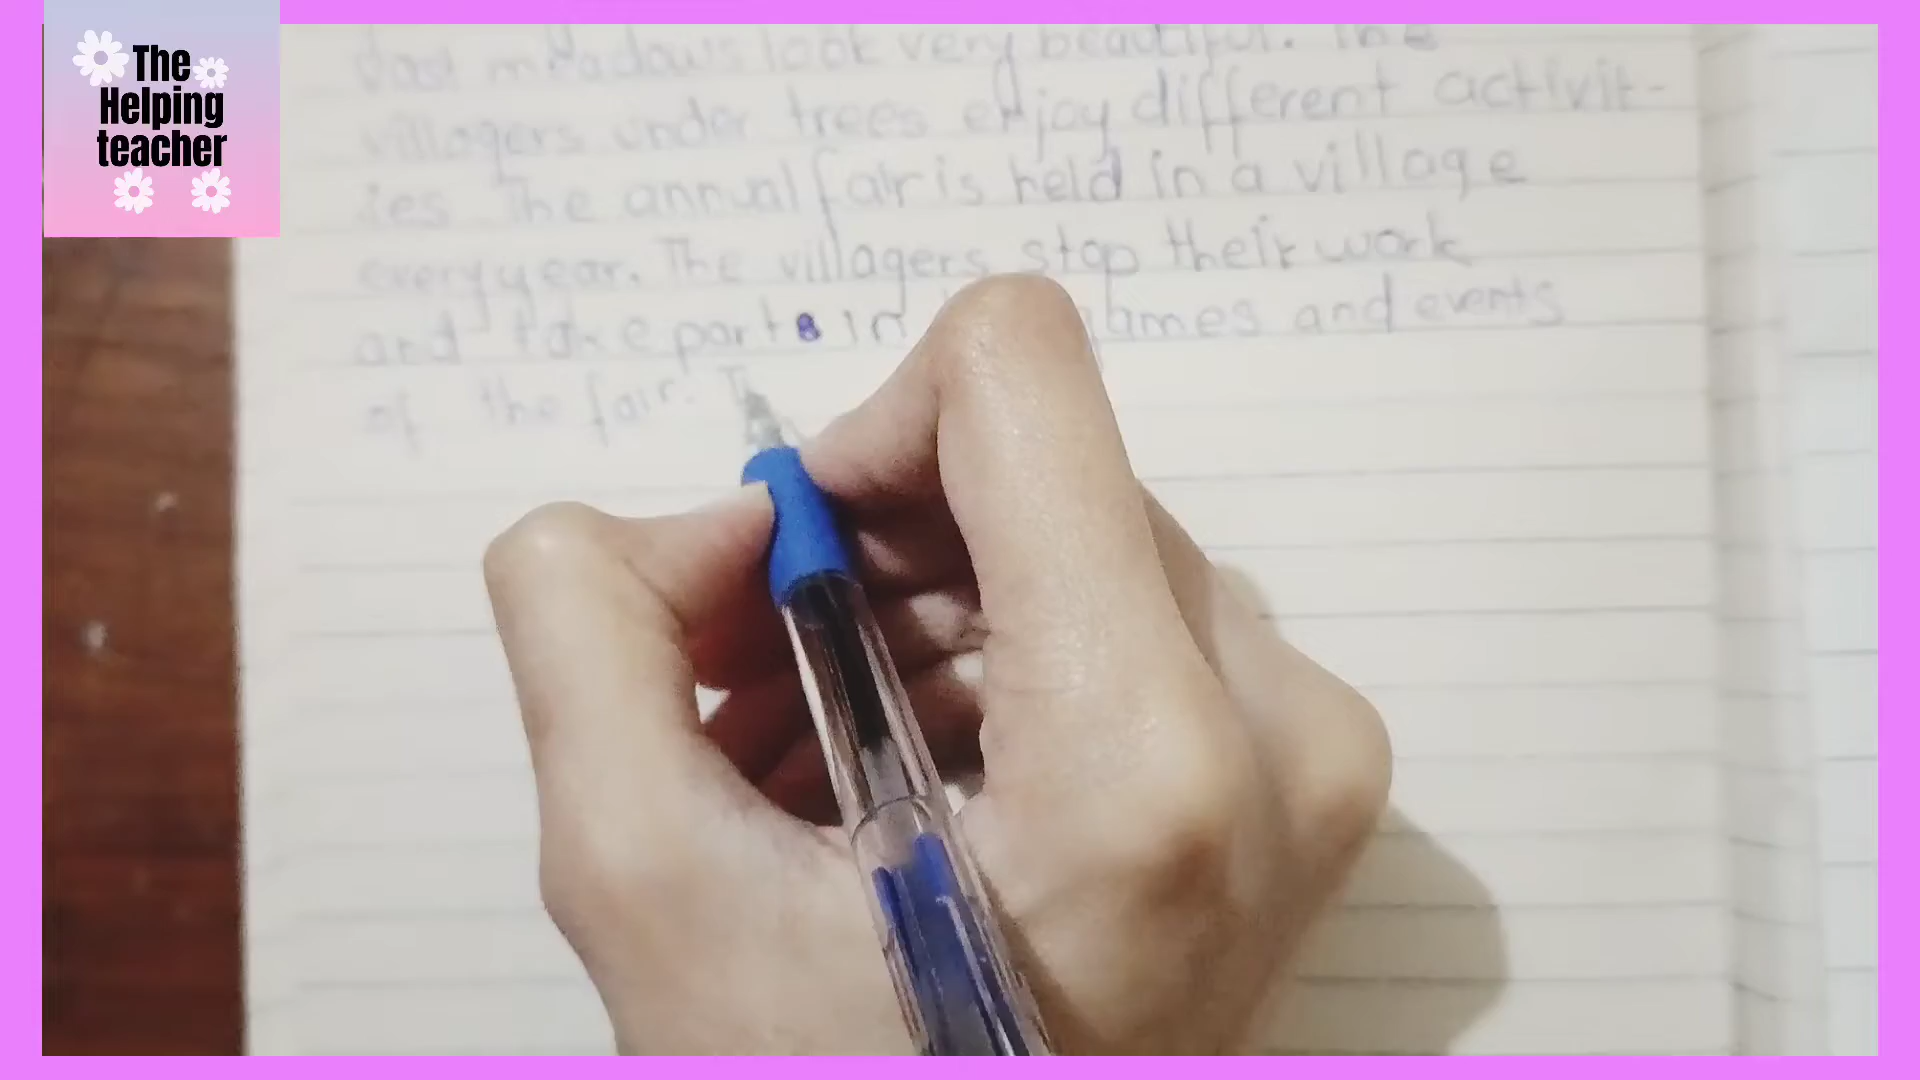 The
Helping
teacher
vast meadows look very beautiful. The
villagers under trees enjoy different activit-
ies The annual fair is held in a village
every year. The villagers stop their work
and take part in games and events
of the fair. T